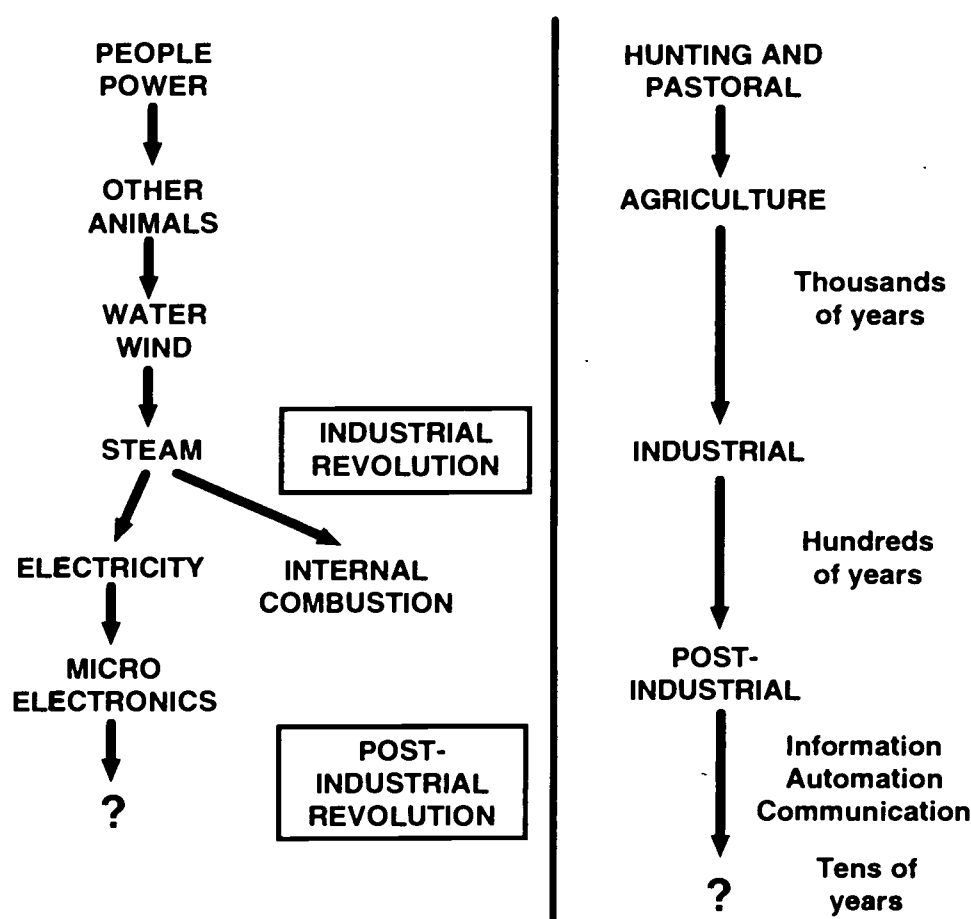 PEOPLE
POWER
OTHER
ANIMALS
WATER
WIND
STEAM
INDUSTRIAL
REVOLUTION
ELECTRICITY
INTERNAL
COMBUSTION
MICRO
ELECTRONICS
POST-
INDUSTRIAL
REVOLUTION
?
HUNTING AND
PASTORAL
AGRICULTURE
Thousands
of years
INDUSTRIAL
Hundreds
of years
POST-
INDUSTRIAL
Information
Automation
Communication
Tens of
years
?